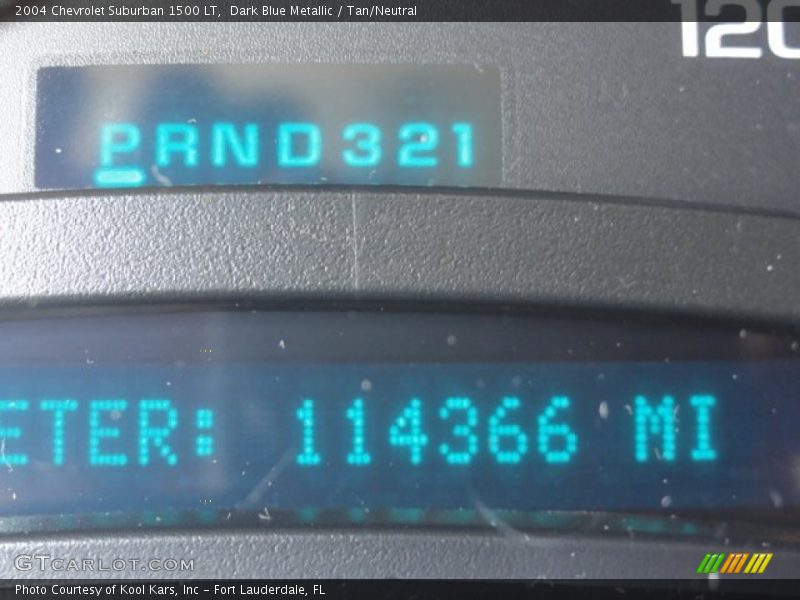 2004 Chevrolet Suburban 1500 LT, Dark Blue Metallic / Tan/Neutral
120
PRND321
ETER: 114366 MI
GTCARLOT.COM
Photo Courtesy of Kool Kars, Inc - Fort Lauderdale, FL